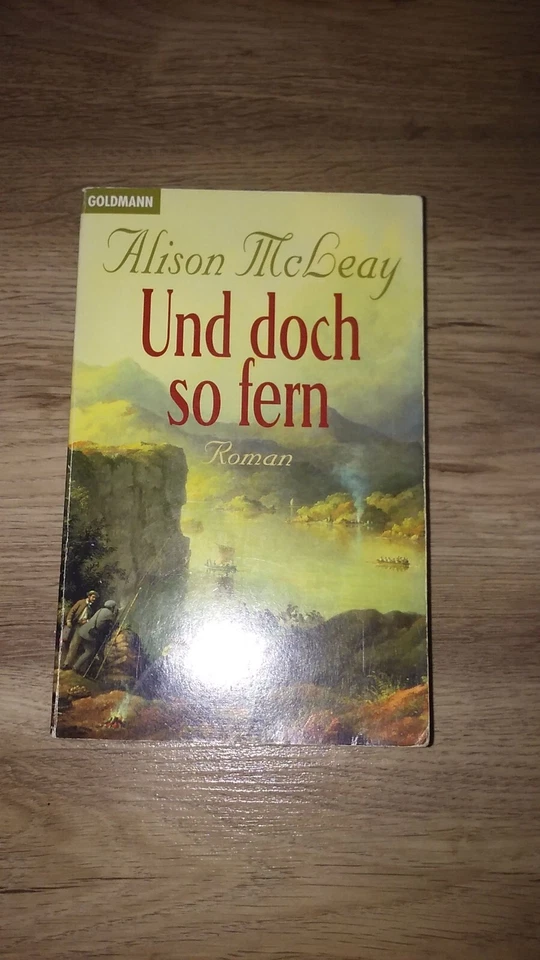 GOLDMANN
Alison McLeay
Und doch
so fern
Roman